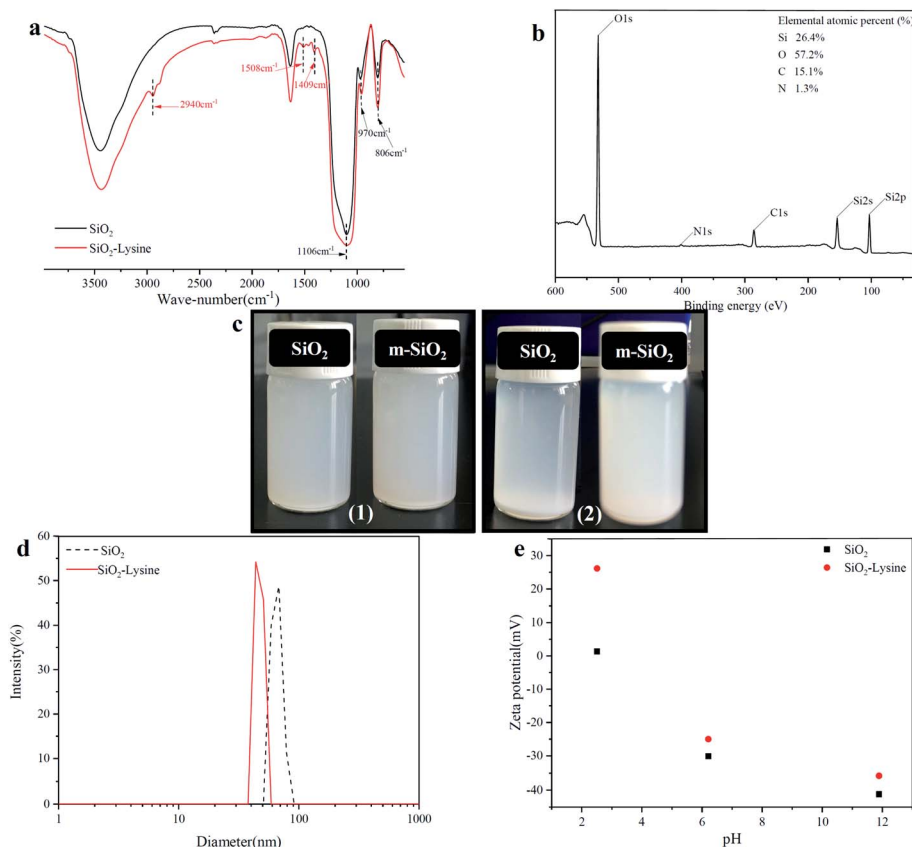 a
1508cm-1
1409cm-1
2940cm-1
970cm-1
806cm-1
1106cm-1
SiO2
SiO2-Lysine
3500 3000 2500 2000 1500 1000
Wave-number(cm-1)
b
O1s
Elemental atomic percent (%)
Si 26.4%
O 57.2%
C 15.1%
N 1.3%
N1s
C1s
Si2s
Si2p
600 500 400 300 200 100
Binding energy (eV)
c
SiO2
m-SiO2
(1)
SiO2
m-SiO2
(2)
d
SiO2
SiO2-Lysine
60
50
40
30
20
10
0
Intensity(%)
1 10 100 1000
Diameter(nm)
e
SiO2
SiO2-Lysine
30
20
10
0
-10
-20
-30
-40
Zeta potential(mV)
2 4 6 8 10 12
pH